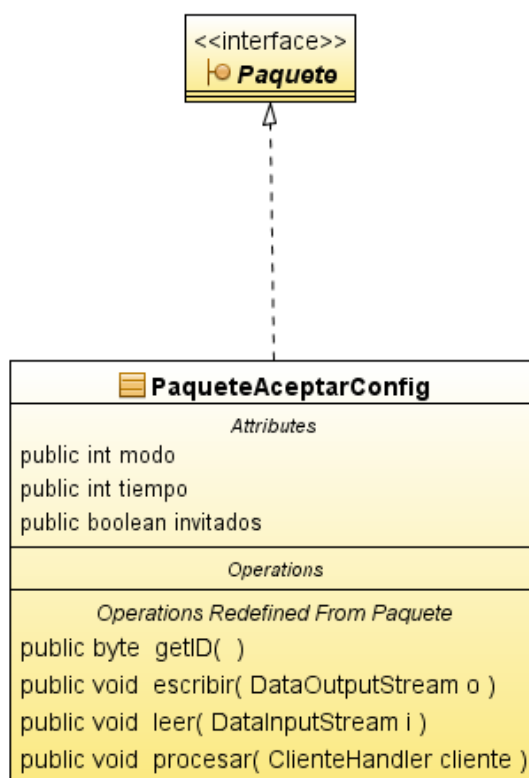 <<interface>>
Paquete
PaqueteAceptarConfig
Attributes
public int modo
public int tiempo
public boolean invitados
Operations
Operations Redefined From Paquete
public byte getID( )
public void escribir( DataOutputStream o )
public void leer( DataInputStream i )
public void procesar( ClienteHandler cliente )